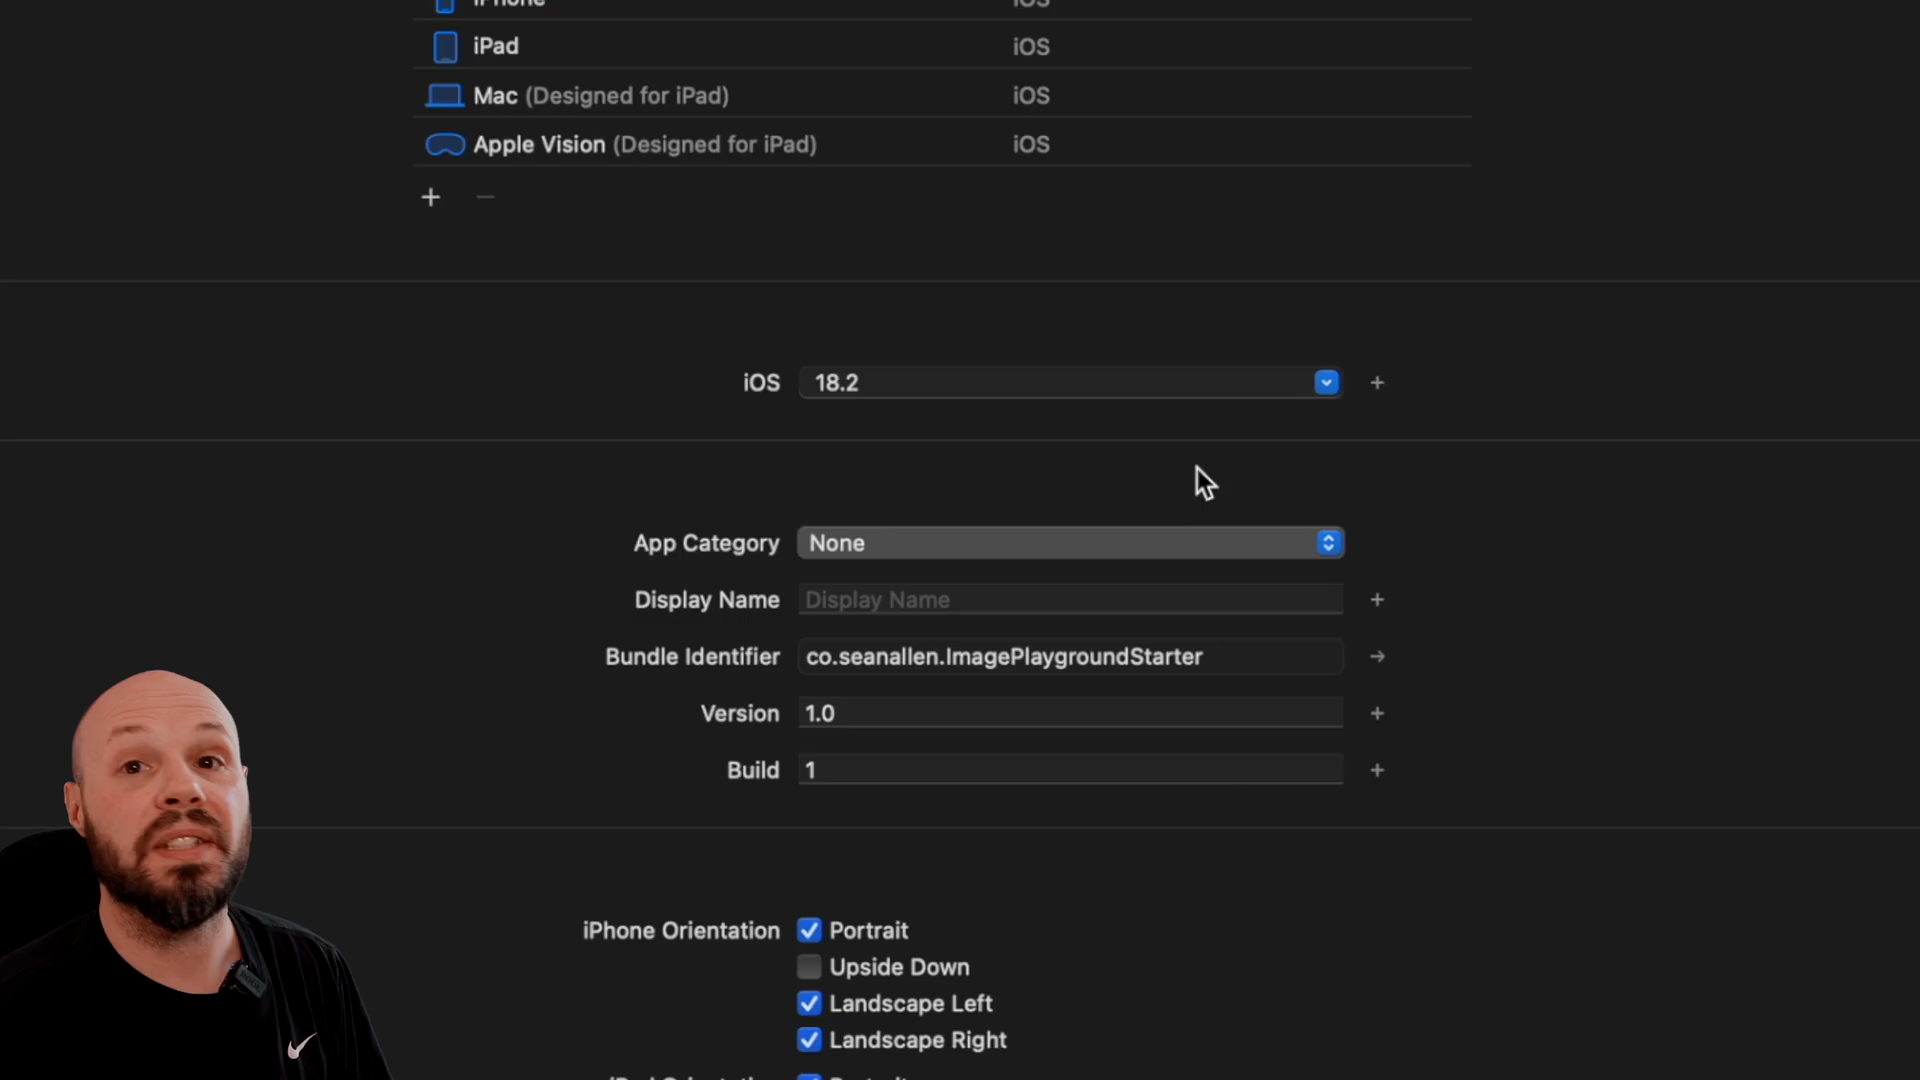 iPhone iOS
iPad iOS
Mac (Designed for iPad) iOS
Apple Vision (Designed for iPad) iOS
iOS 18.2
App Category None
Display Name Display Name
Bundle Identifier co.seanallen.ImagePlaygroundStarter
Version 1.0
Build 1
iPhone Orientation Portrait
Upside Down
Landscape Left
Landscape Right